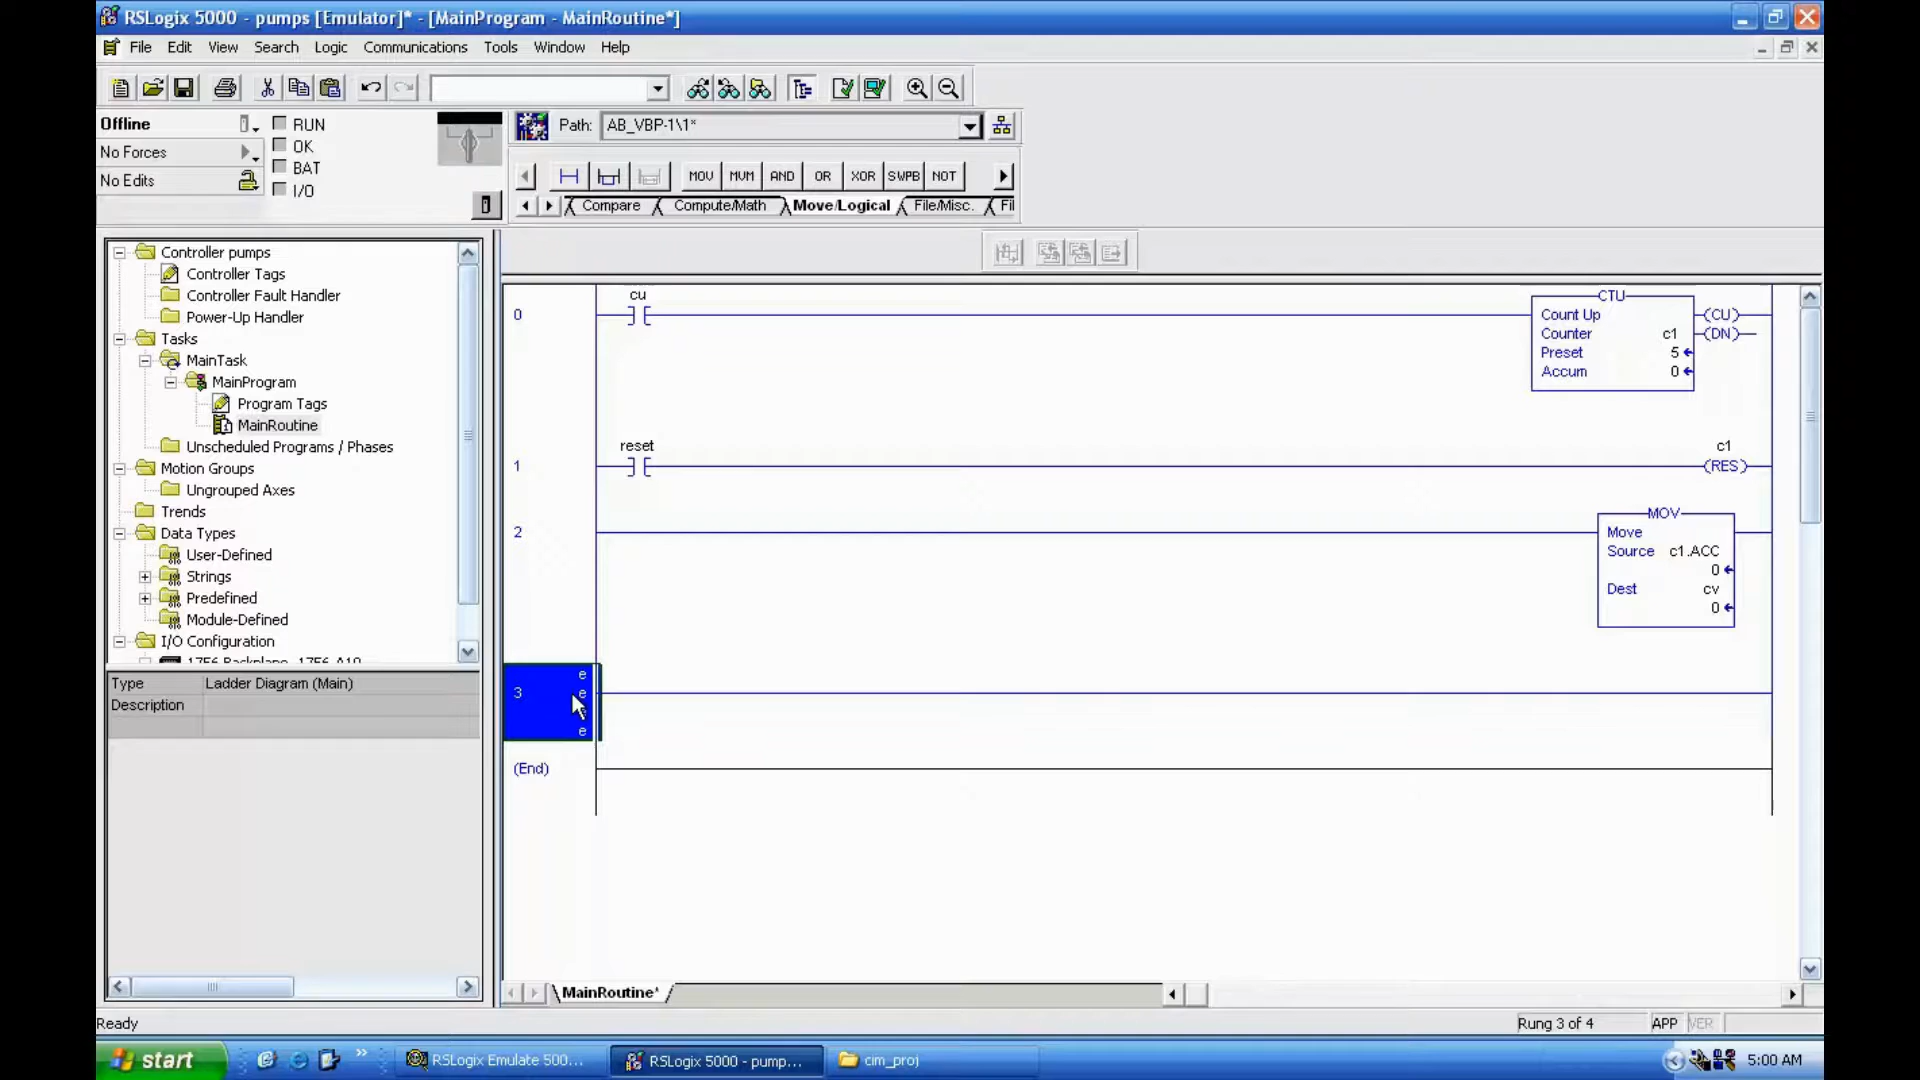 RSLogix 5000 - pumps [Emulator]* - [MainProgram - MainRoutine*]
File Edit View Search Logic Communications Tools Window Help
Offline
RUN
No Forces
OK
No Edits
BAT
I/O
Path: AB_VBP-1\1*
MOV MVM AND OR XOR SWPB NOT
Compare Compute/Math Move/Logical File/Misc. Fil
Controller pumps
Controller Tags
Controller Fault Handler
Power-Up Handler
Tasks
MainTask
MainProgram
Program Tags
MainRoutine
Unscheduled Programs / Phases
Motion Groups
Ungrouped Axes
Trends
Data Types
User-Defined
Strings
Predefined
Module-Defined
I/O Configuration
Type Ladder Diagram (Main)
Description
0
cu
CTU
Count Up
Counter c1
Preset 5
Accum 0
(CU)
(DN)
1
reset
c1
(RES)
2
MOV
Move
Source c1.ACC
0
Dest cv
0
3
e
e
e
(End)
MainRoutine*
Ready
Rung 3 of 4 APP VER
start
RSLogix Emulate 500...
RSLogix 5000 - pump...
cim_proj
5:00 AM